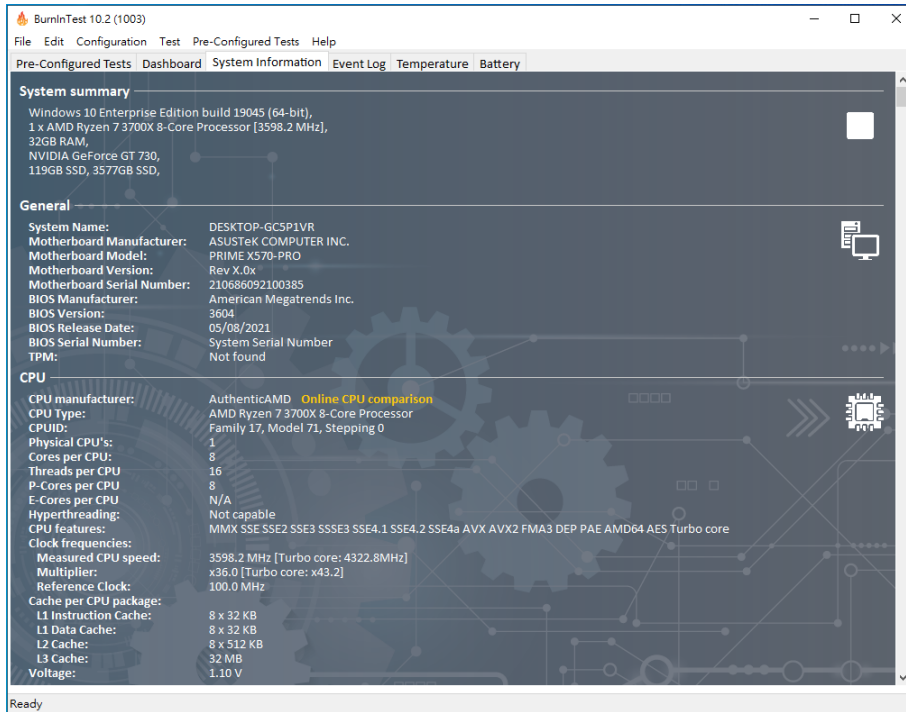 BurnInTest 10.2 (1003)
File Edit Configuration Test Pre-Configured Tests Help
Pre-Configured Tests Dashboard System Information Event Log Temperature Battery
System summary
Windows 10 Enterprise Edition build 19045 (64-bit),
1 x AMD Ryzen 7 3700X 8-Core Processor [3598.2 MHz],
32GB RAM,
NVIDIA GeForce GT 730,
119GB SSD, 3577GB SSD,
General
System Name: DESKTOP-GC5P1VR
Motherboard Manufacturer: ASUSTeK COMPUTER INC.
Motherboard Model: PRIME X570-PRO
Motherboard Version: Rev X.0x
Motherboard Serial Number: 210686092100385
BIOS Manufacturer: American Megatrends Inc.
BIOS Version: 3604
BIOS Release Date: 05/08/2021
BIOS Serial Number: System Serial Number
TPM: Not found
CPU
CPU manufacturer: AuthenticAMD Online CPU comparison
CPU Type: AMD Ryzen 7 3700X 8-Core Processor
CPUID: Family 17, Model 71, Stepping 0
Physical CPU's: 1
Cores per CPU: 8
Threads per CPU 16
P-Cores per CPU 8
E-Cores per CPU N/A
Hyperthreading: Not capable
CPU features: MMX SSE SSE2 SSE3 SSSE3 SSE4.1 SSE4.2 SSE4a AVX AVX2 FMA3 DEP PAE AMD64 AES Turbo core
Clock frequencies:
Measured CPU speed: 3598.2 MHz [Turbo core: 4322.8MHz]
Multiplier: x36.0 [Turbo core: x43.2]
Reference Clock: 100.0 MHz
Cache per CPU package:
L1 Instruction Cache: 8 x 32 KB
L1 Data Cache: 8 x 32 KB
L2 Cache: 8 x 512 KB
L3 Cache: 32 MB
Voltage: 1.10 V
Ready